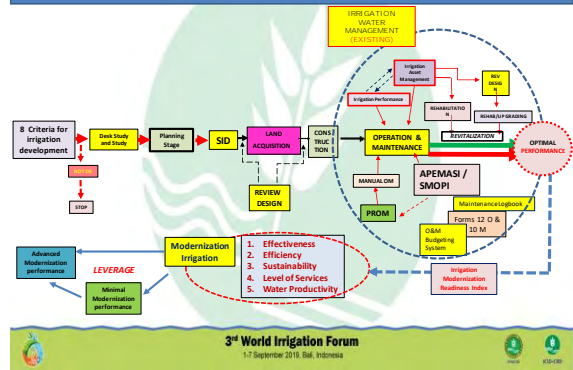 IRRIGATION
WATER
MANAGEMENT
(EXISTING)
Irrigation
Asset
Management
REV
DESIG
N
Irrigation Performance
REHABILITATIO
N
REHAB/UPGRADING
REVITALIZATION
8 Criteria for
irrigation
development
Desk Study
and Study
Planning
Stage
SID
LAND
ACQUISITION
CONS
TRUC
TION
OPERATION &
MAINTENANCE
OPTIMAL
PERFORMANCE
NOT OK
STOP
REVIEW
DESIGN
MANUAL OM
APEMASI /
SMOPI
PROM
MaintenanceLogbook
Forms 12 O &
10 M
O&M
Budgeting
System
Modernization
Irrigation
1. Effectiveness
2. Efficiency
3. Sustainability
4. Level of Services
5. Water Productivity
Irrigation
Modernization
Readiness Index
Advanced
Modernization
performance
LEVERAGE
Minimal
Modernization
performance
3rd World Irrigation Forum
1-7 September 2019, Bali, Indonesia